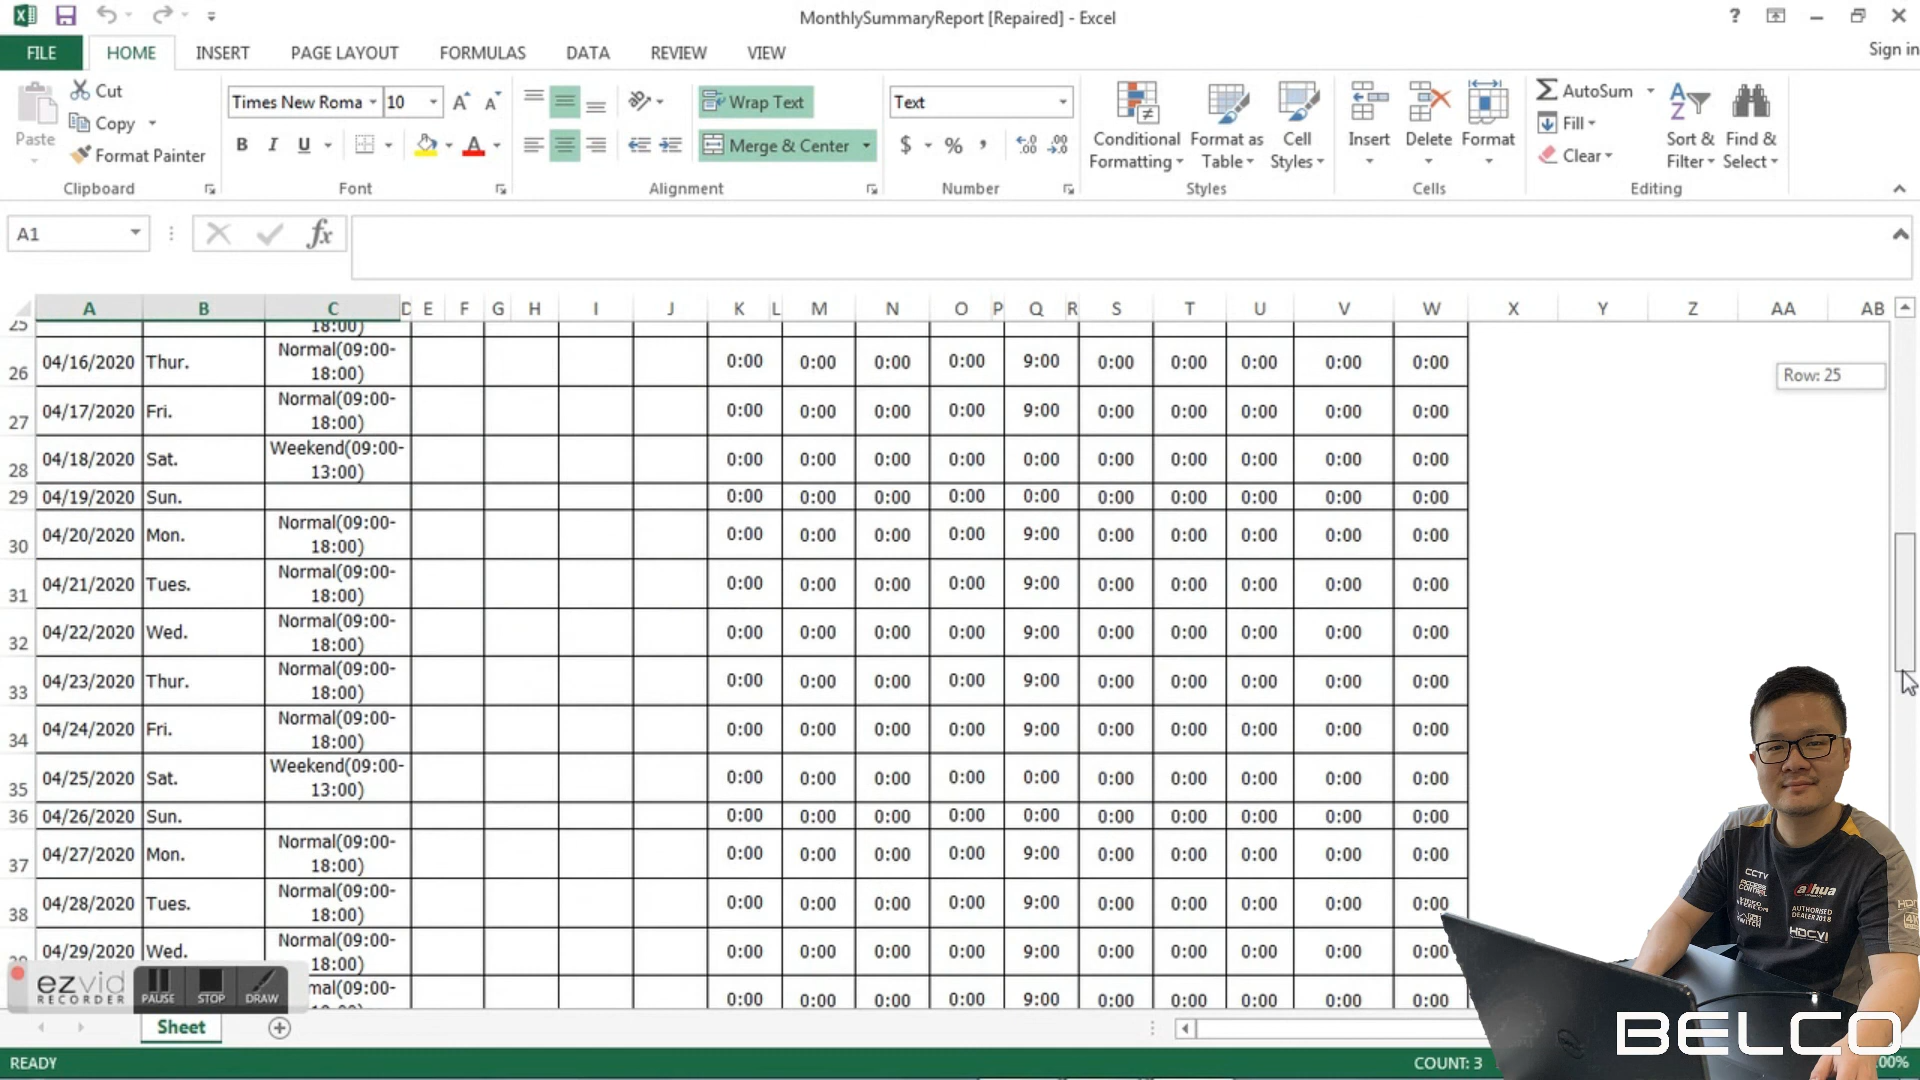 MonthlySummaryReport [Repaired] - Excel
?
Sign in
FILE HOME INSERT PAGE LAYOUT FORMULAS DATA REVIEW VIEW
Paste
Cut
Copy
Format Painter
Clipboard
Times New Roma 10
B I U
Font
Wrap Text
Merge & Center
Alignment
Text
$ % ,
Number
Conditional Formatting
Format as Table
Cell Styles
Styles
Insert Delete Format
Cells
AutoSum
Fill
Clear
Sort & Filter
Find & Select
Editing
A1
fx
A B C D E F G H I J K L M N O P Q R S T U V W X Y Z AA AB
25 18:00)
26 04/16/2020 Thur. Normal(09:00-18:00) 0:00 0:00 0:00 0:00 9:00 0:00 0:00 0:00 0:00 0:00
Row: 25
27 04/17/2020 Fri. Normal(09:00-18:00) 0:00 0:00 0:00 0:00 9:00 0:00 0:00 0:00 0:00 0:00
28 04/18/2020 Sat. Weekend(09:00-13:00) 0:00 0:00 0:00 0:00 0:00 0:00 0:00 0:00 0:00 0:00
29 04/19/2020 Sun. 0:00 0:00 0:00 0:00 0:00 0:00 0:00 0:00 0:00 0:00
30 04/20/2020 Mon. Normal(09:00-18:00) 0:00 0:00 0:00 0:00 9:00 0:00 0:00 0:00 0:00 0:00
31 04/21/2020 Tues. Normal(09:00-18:00) 0:00 0:00 0:00 0:00 9:00 0:00 0:00 0:00 0:00 0:00
32 04/22/2020 Wed. Normal(09:00-18:00) 0:00 0:00 0:00 0:00 9:00 0:00 0:00 0:00 0:00 0:00
33 04/23/2020 Thur. Normal(09:00-18:00) 0:00 0:00 0:00 0:00 9:00 0:00 0:00 0:00 0:00 0:00
34 04/24/2020 Fri. Normal(09:00-18:00) 0:00 0:00 0:00 0:00 9:00 0:00 0:00 0:00 0:00 0:00
35 04/25/2020 Sat. Weekend(09:00-13:00) 0:00 0:00 0:00 0:00 0:00 0:00 0:00 0:00 0:00 0:00
36 04/26/2020 Sun. 0:00 0:00 0:00 0:00 0:00 0:00 0:00 0:00 0:00 0:00
37 04/27/2020 Mon. Normal(09:00-18:00) 0:00 0:00 0:00 0:00 9:00 0:00 0:00 0:00 0:00 0:00
38 04/28/2020 Tues. Normal(09:00-18:00) 0:00 0:00 0:00 0:00 9:00 0:00 0:00 0:00 0:00 0:00
04/29/2020 Wed. Normal(09:00-18:00) 0:00 0:00 0:00 0:00 9:00 0:00 0:00 0:00 0:00 0:00
mal(09:00- 0:00 0:00 0:00 0:00 9:00 0:00 0:00 0:00 0:00 0:00
ezvid
RECORDER
PAUSE STOP DRAW
CCTV
ACCESS
CONTROL
SWITCH
alhua
AUTHORISED
DEALER 2018
HDCVI
4K
Sheet
BELCO
READY
COUNT: 3
00%